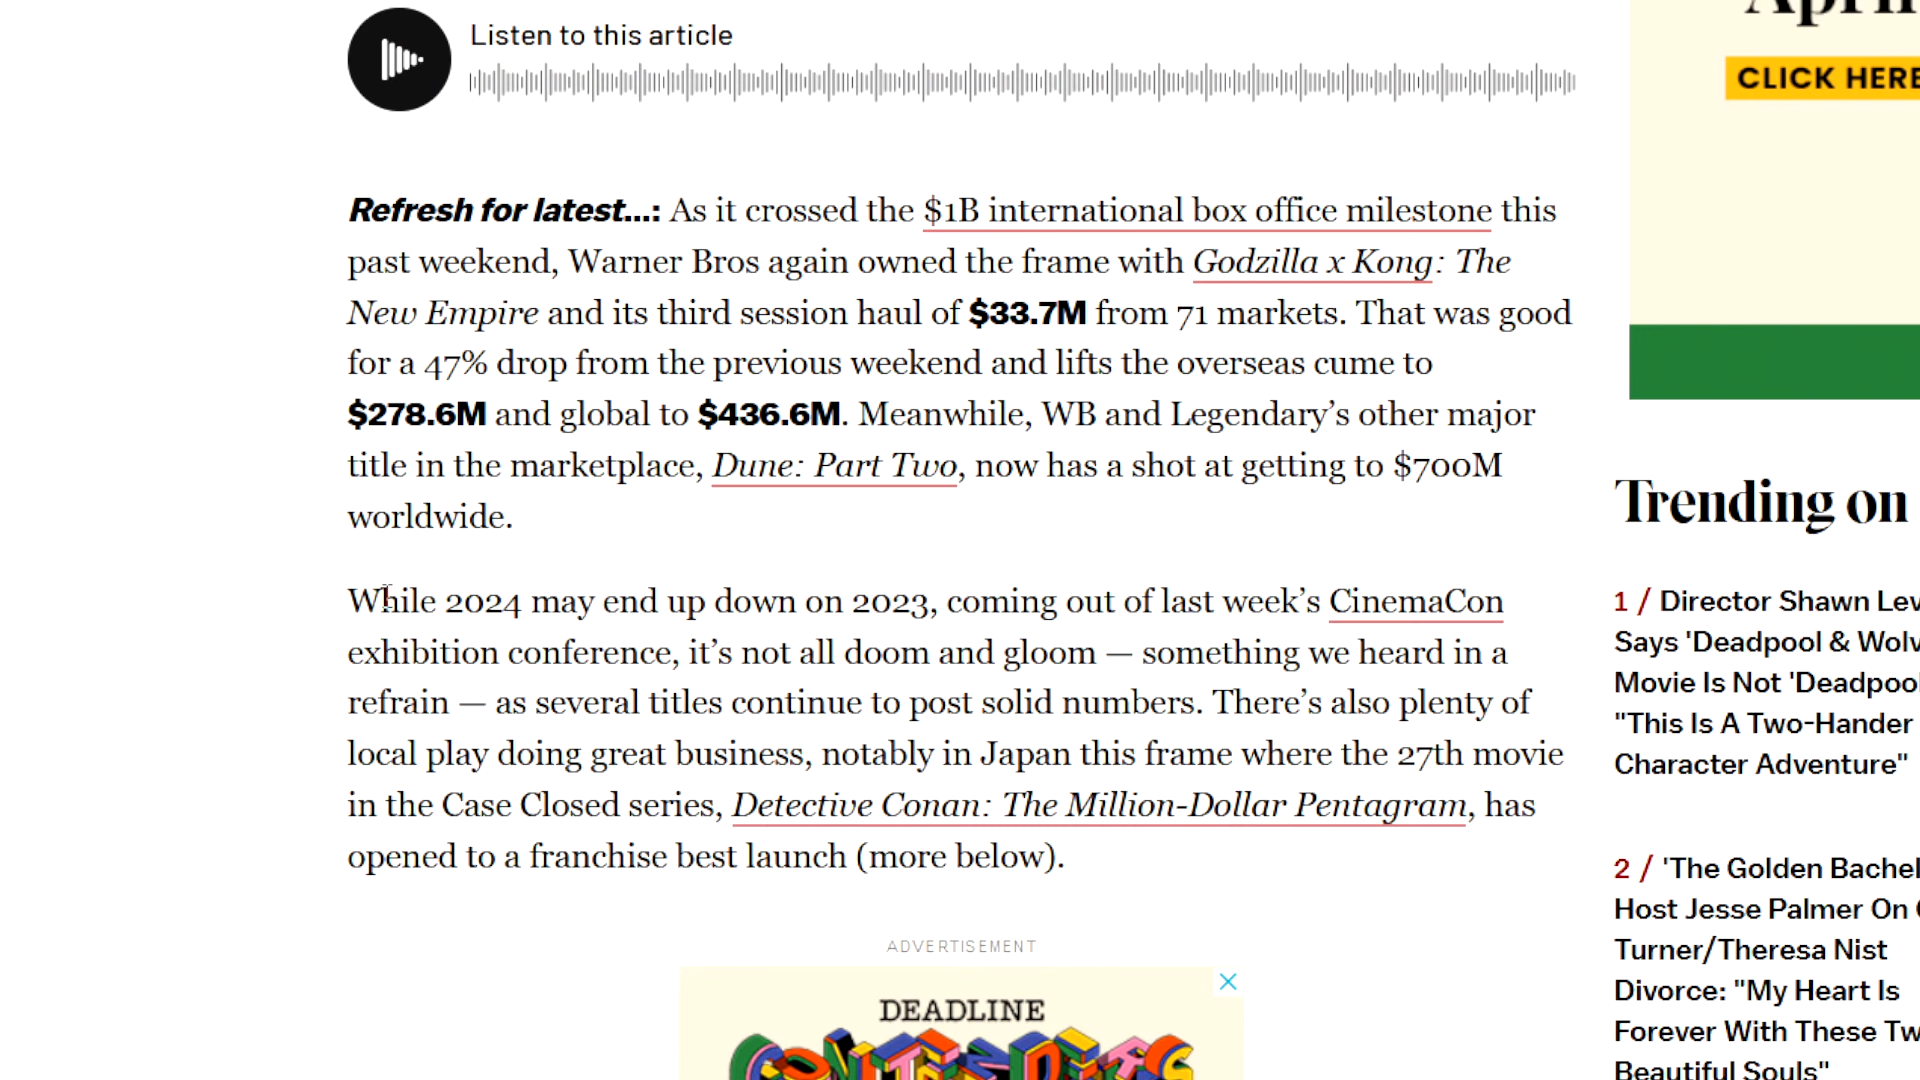 Listen to this article
CLICK HERE
Refresh for latest…: As it crossed the $1B international box office milestone this
past weekend, Warner Bros again owned the frame with Godzilla x Kong: The
New Empire and its third session haul of $33.7M from 71 markets. That was good
for a 47% drop from the previous weekend and lifts the overseas cume to
$278.6M and global to $436.6M. Meanwhile, WB and Legendary’s other major
title in the marketplace, Dune: Part Two, now has a shot at getting to $700M
worldwide.
While 2024 may end up down on 2023, coming out of last week’s CinemaCon
exhibition conference, it’s not all doom and gloom — something we heard in a
refrain — as several titles continue to post solid numbers. There’s also plenty of
local play doing great business, notably in Japan this frame where the 27th movie
in the Case Closed series, Detective Conan: The Million-Dollar Pentagram, has
opened to a franchise best launch (more below).
ADVERTISEMENT
DEADLINE
CONTENDERS
Trending on
1 / Director Shawn Lev
Says 'Deadpool & Wolv
Movie Is Not 'Deadpool
"This Is A Two-Hander
Character Adventure"
2 / 'The Golden Bachel
Host Jesse Palmer On
Turner/Theresa Nist
Divorce: "My Heart Is
Forever With These Tw
Beautiful Souls"